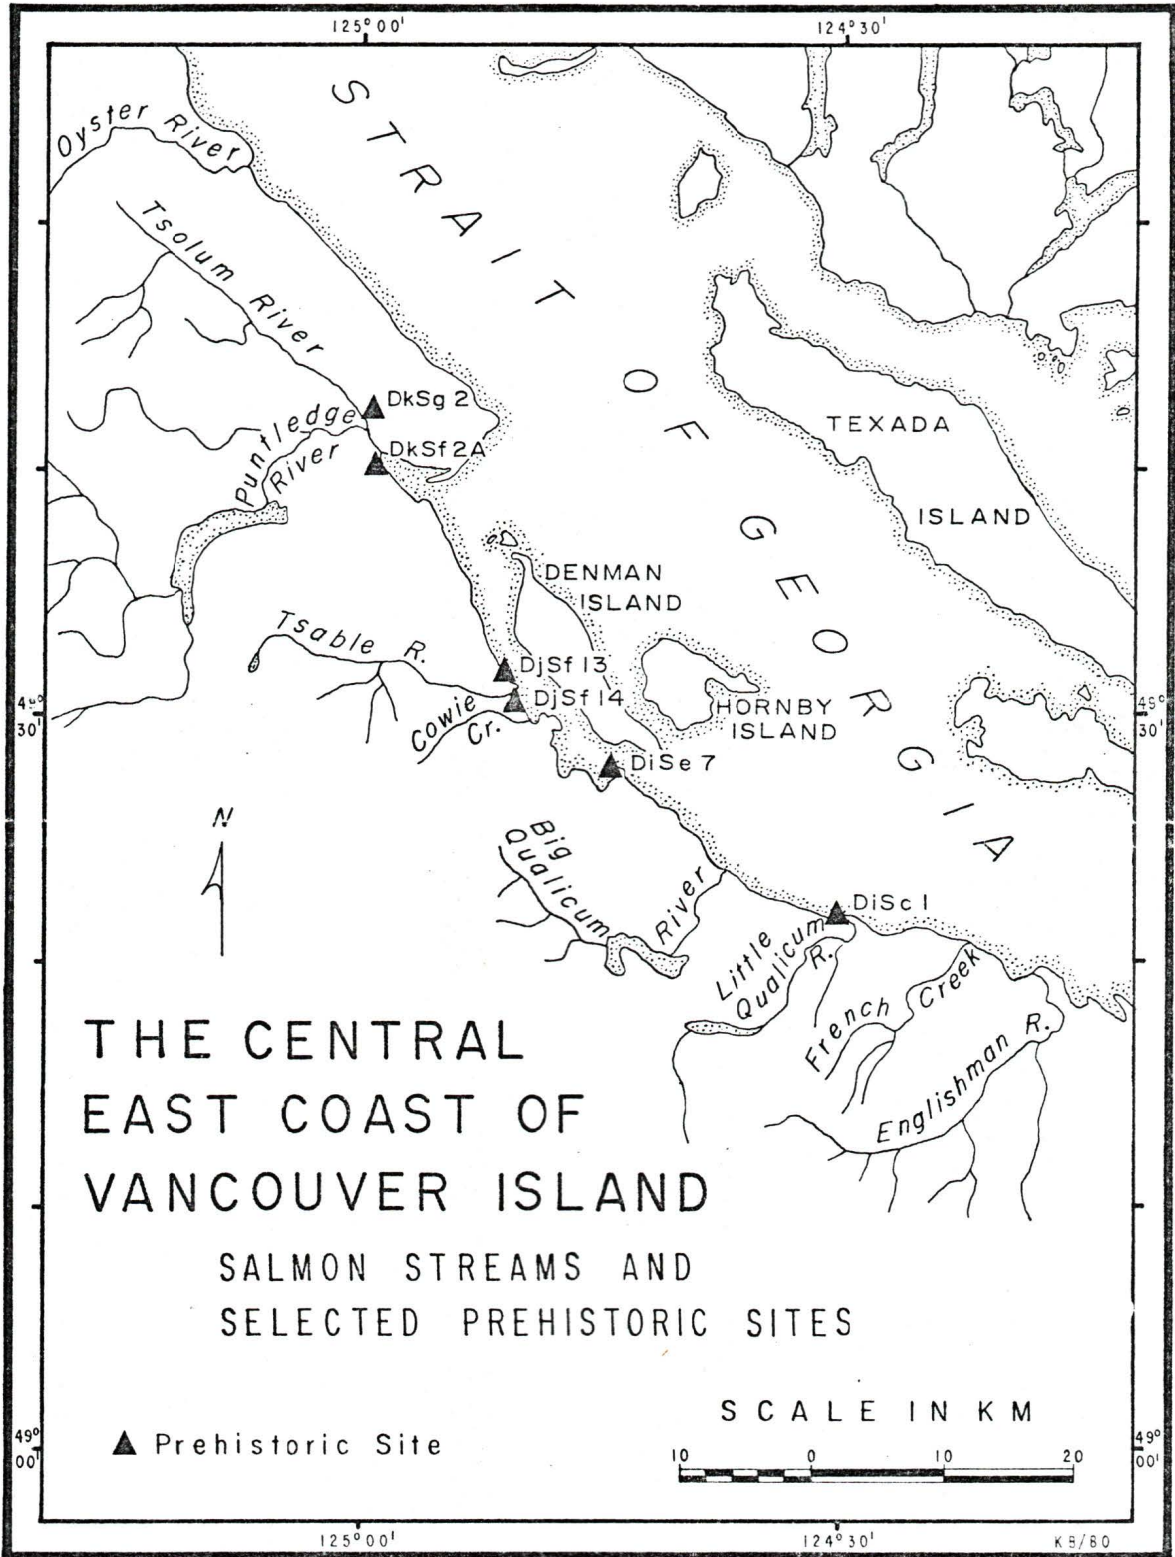 125°00' 124°30'
STRAIT OF GEORGIA
Oyster River
Tsolum River
DkSg 2
Puntledge
River
DkSf 2A
TEXADA
ISLAND
DENMAN
ISLAND
Tsable R.
DjSf 13
DjSf 14
Cowie
Cr.
HORNBY
ISLAND
30' 49°
30'
DiSe 7
N
Big
Qualicum
River
DiSc 1
Little
Qualicum
R.
French Creek
Englishman R.
THE CENTRAL
EAST COAST OF
VANCOUVER ISLAND
SALMON STREAMS AND
SELECTED PREHISTORIC SITES
SCALE IN KM
10 0 10 20
▲ Prehistoric Site
49°
00'
49°
00'
125°00' 124°30'
KB/80